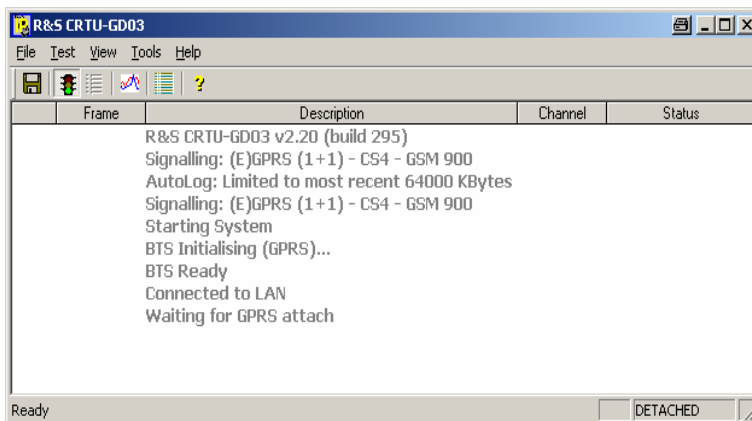 R&S CRTU-GD03
File Test View Tools Help
Frame Description Channel Status
R&S CRTU-GD03 v2.20 (build 295)
Signalling: (E)GPRS (1+1) - CS4 - GSM 900
AutoLog: Limited to most recent 64000 KBytes
Signalling: (E)GPRS (1+1) - CS4 - GSM 900
Starting System
BTS Initialising (GPRS)...
BTS Ready
Connected to LAN
Waiting for GPRS attach
Ready DETACHED